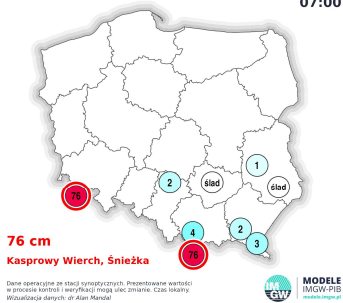 07:00
1
2
ślad
ślad
76
2
4
3
76
76 cm
Kasprowy Wierch, Śnieżka
Dane operacyjne ze stacji synoptycznych. Prezentowane wartości
w procesie kontroli i weryfikacji mogą ulec zmianie. Czas lokalny.
Wizualizacja danych: dr Alan Mandal
IM
GW
MODELE
IMGW-PIB
modele.imgw.pl